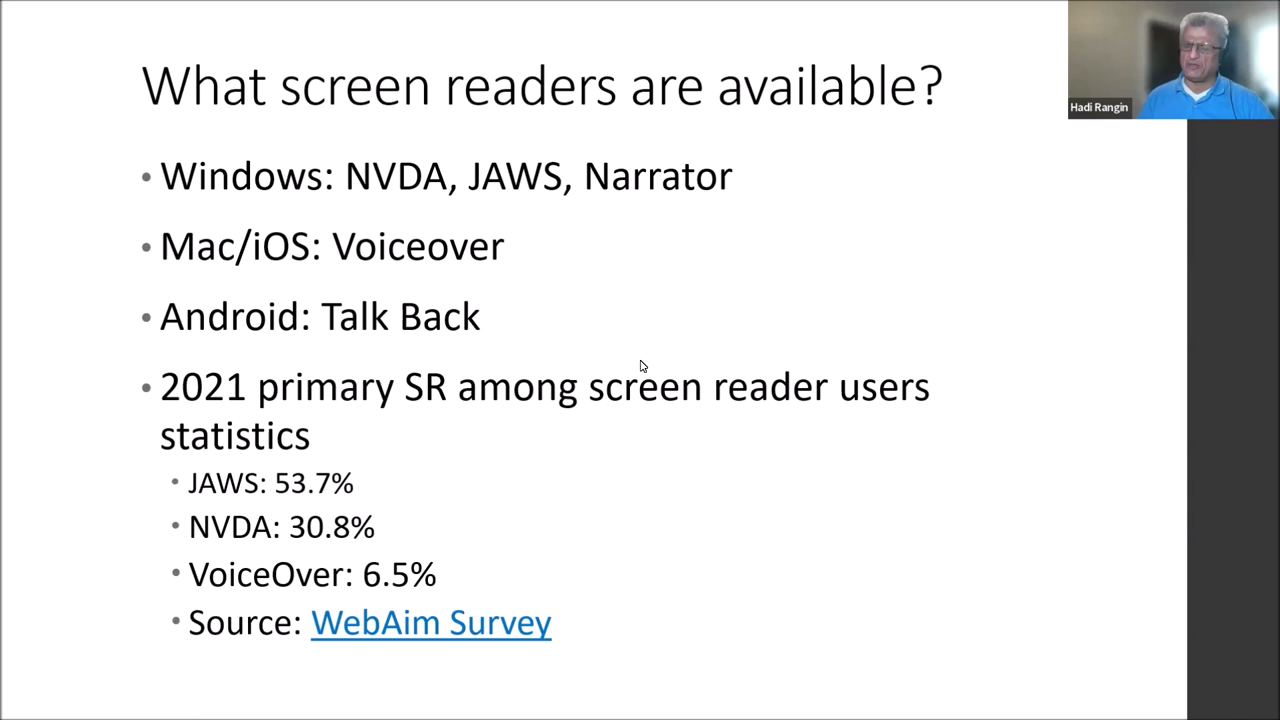 What screen readers are available?
Hadi Rangin
• Windows: NVDA, JAWS, Narrator
• Mac/iOS: Voiceover
• Android: Talk Back
• 2021 primary SR among screen reader users
statistics
• JAWS: 53.7%
• NVDA: 30.8%
• VoiceOver: 6.5%
• Source: WebAim Survey